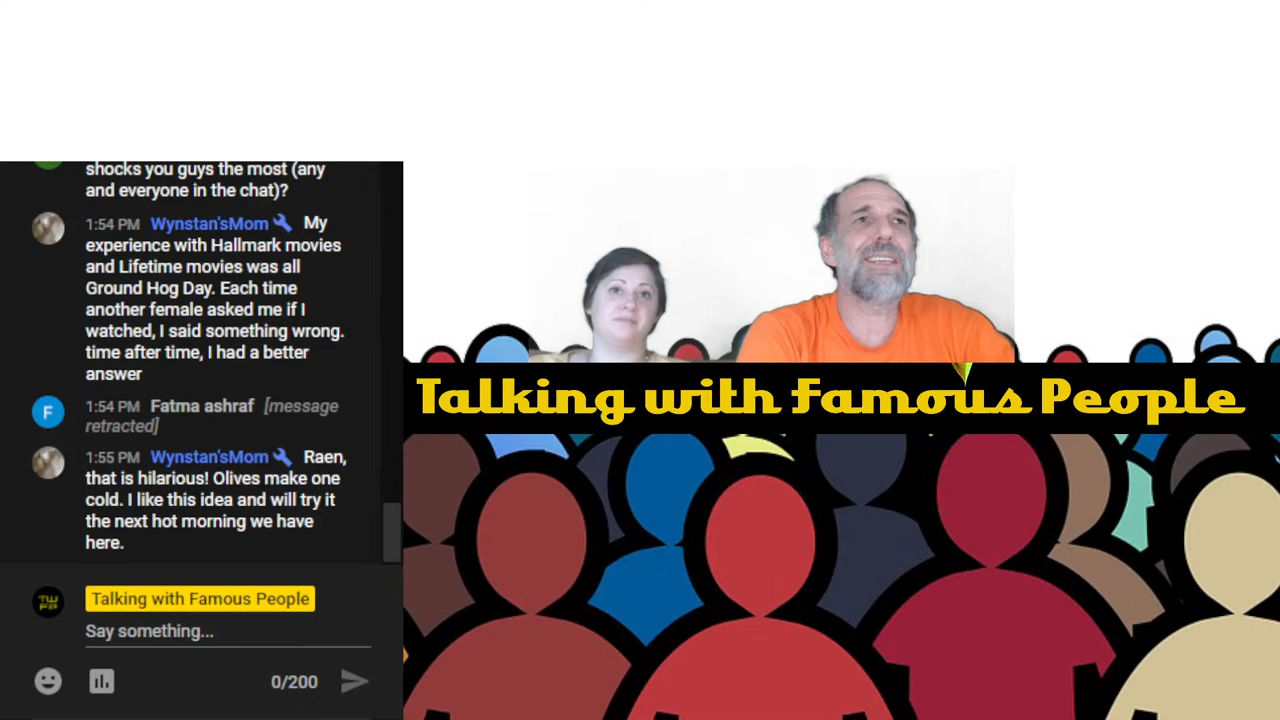 shocks you guys the most (any
and everyone in the chat)?
1:54 PM Wynstan'sMom My
experience with Hallmark movies
and Lifetime movies was all
Ground Hog Day. Each time
another female asked me if I
watched, I said something wrong.
time after time, I had a better
answer
F
1:54 PM Fatma ashraf [message
retracted]
1:55 PM Wynstan'sMom Raen,
that is hilarious! Olives make one
cold. I like this idea and will try it
the next hot morning we have
here.
TW
FP
Talking with Famous People
Say something...
0/200
Talking with Famous People